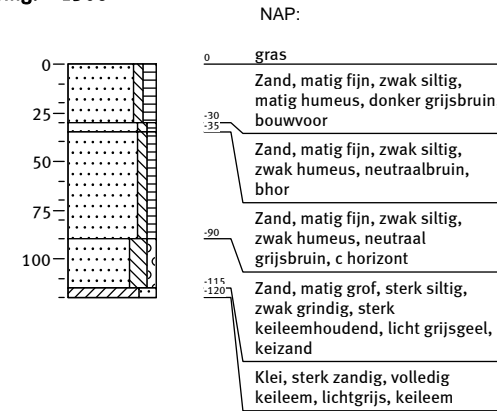 NAP:
0
25
50
75
100
0 gras
Zand, matig fijn, zwak siltig,
matig humeus, donker grijsbruin,
bouwvoor
-30
-35
Zand, matig fijn, zwak siltig,
zwak humeus, neutraalbruin,
bhor
Zand, matig fijn, zwak siltig,
zwak humeus, neutraal
grijsbruin, c horizont
-90
Zand, matig grof, sterk siltig,
zwak grindig, sterk
keileemhoudend, licht grijsgeel,
keizand
-115
-120
Klei, sterk zandig, volledig
keileem, lichtgrijs, keileem